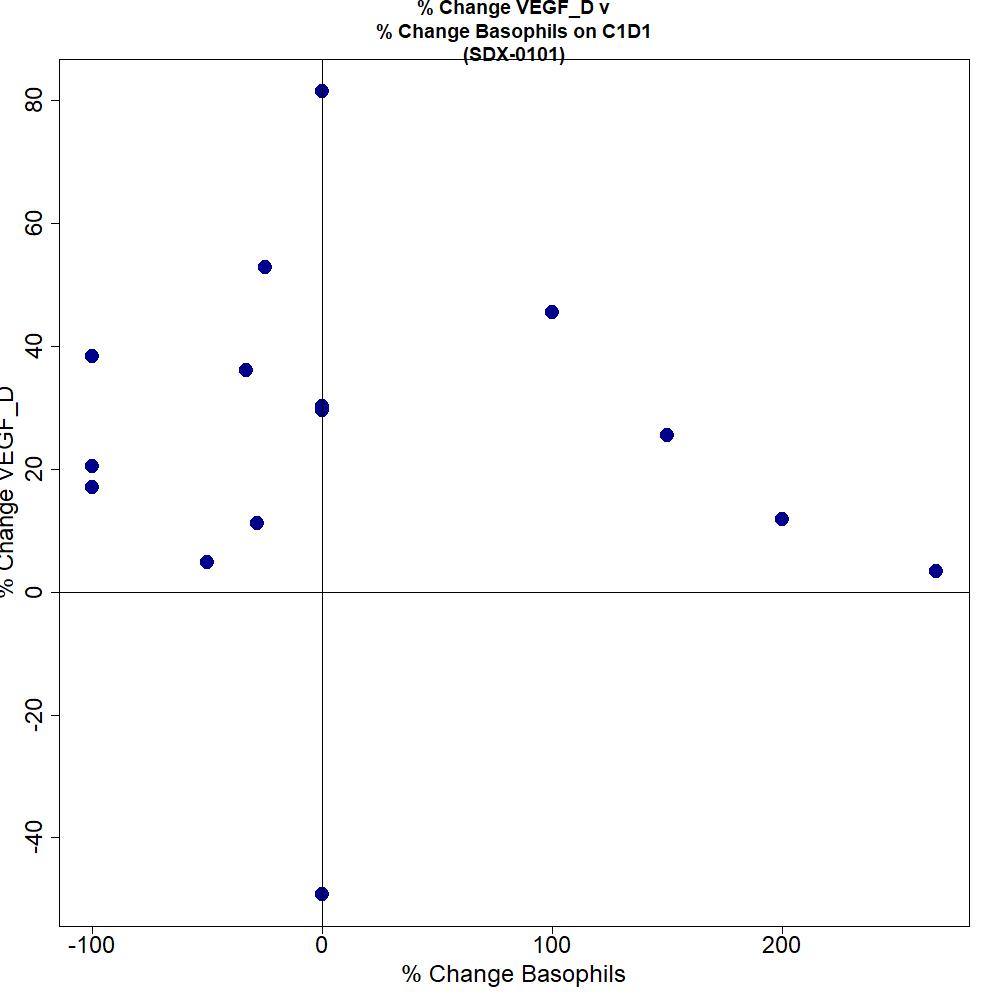 % Change VEGF_D v
% Change Basophils on C1D1
(SDX-0101)
80
60
40
20
0
-20
-40
% Change VEGF_D
-100
0
100
200
% Change Basophils